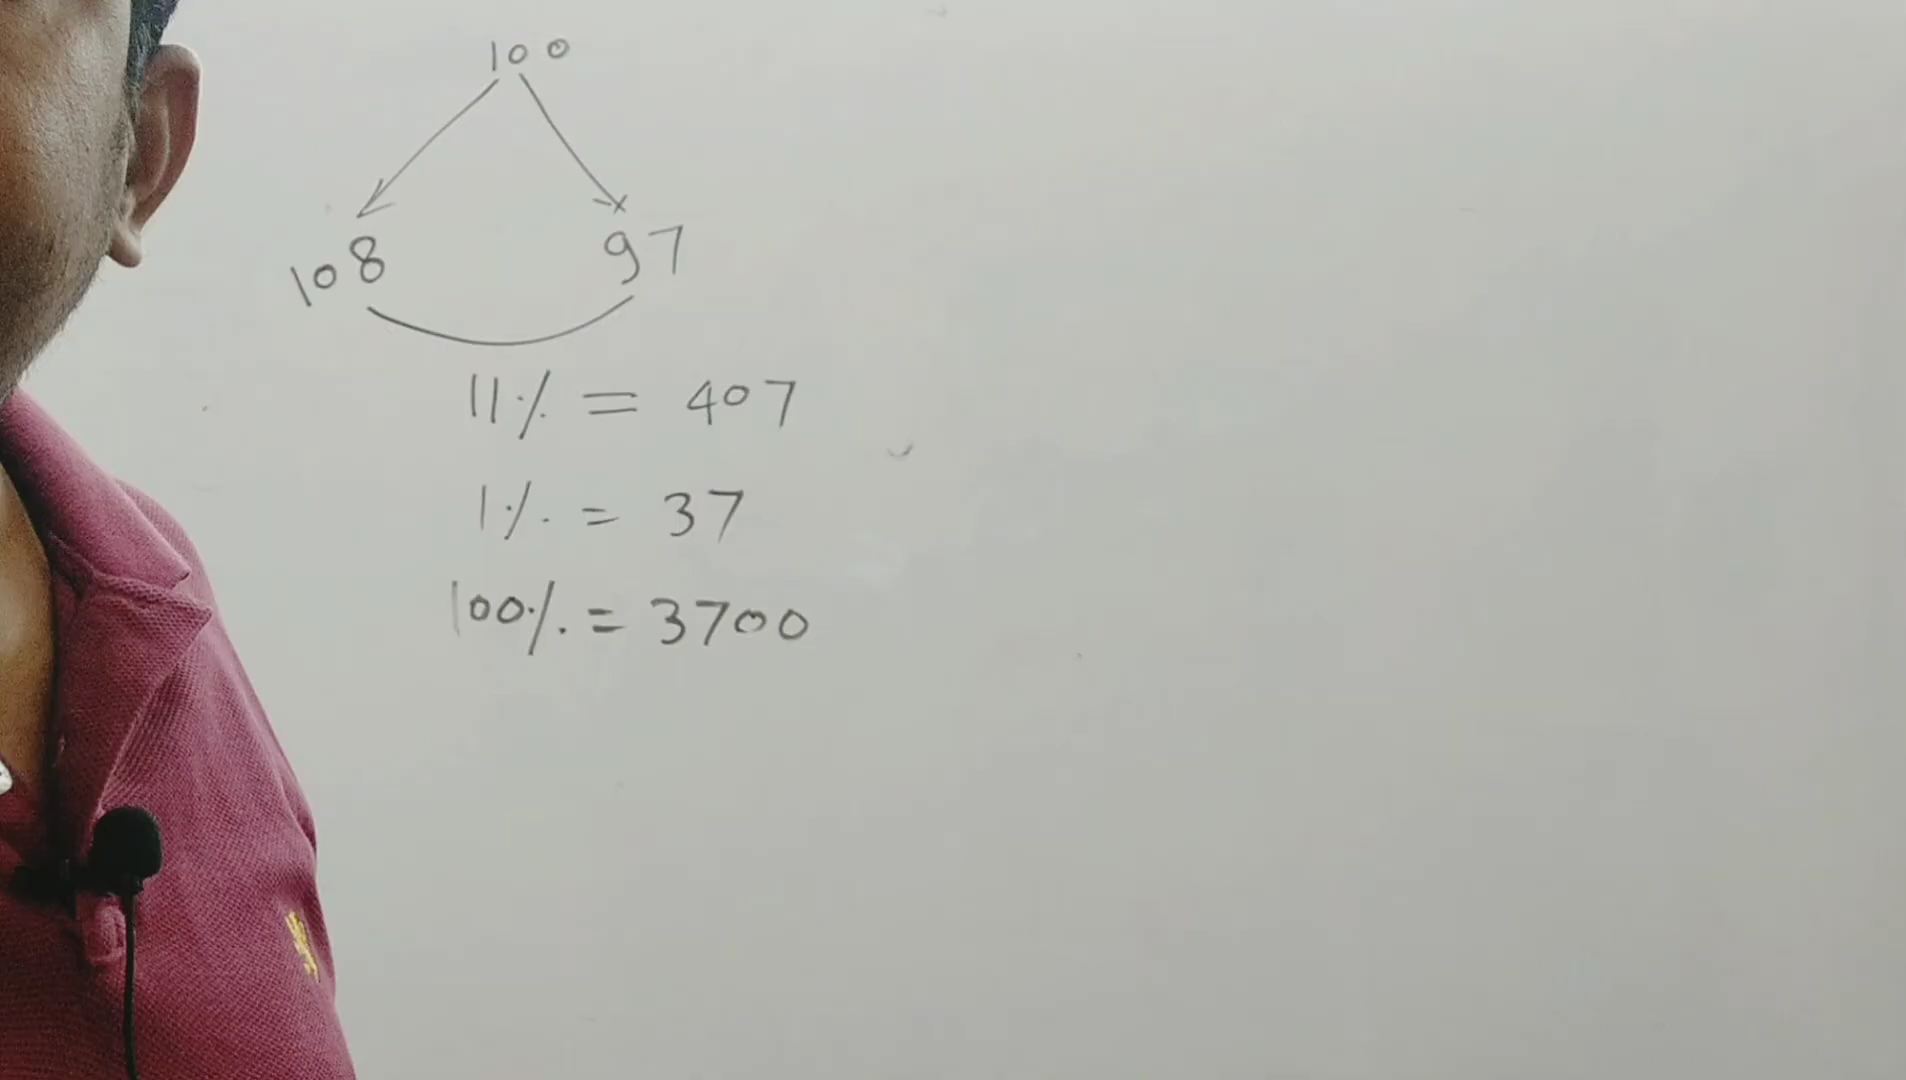 100
108 97
11% = 407
1% = 37
100% = 3700